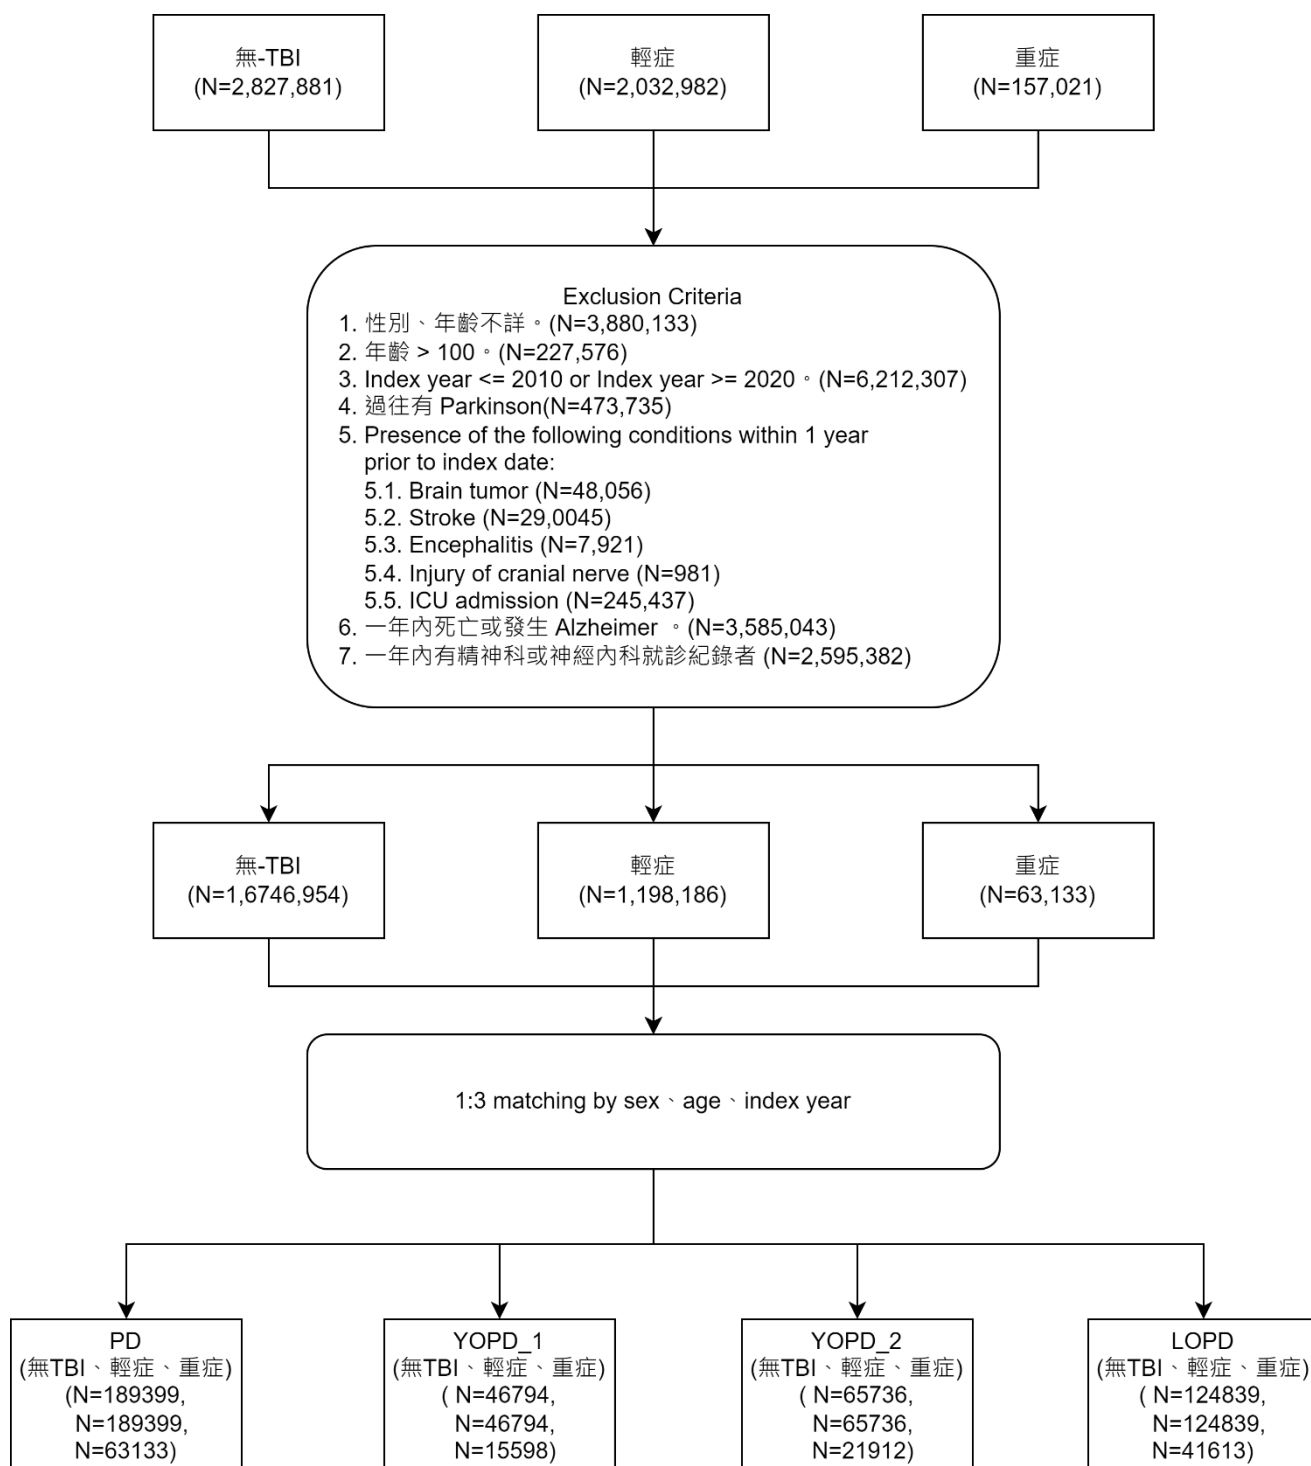 無-TBI
(N=2,827,881)
輕症
(N=2,032,982)
重症
(N=157,021)
Exclusion Criteria
1. 性別、年齡不詳。(N=3,880,133)
2. 年齡 > 100。(N=227,576)
3. Index year <= 2010 or Index year >= 2020。(N=6,212,307)
4. 過往有 Parkinson(N=473,735)
5. Presence of the following conditions within 1 year
prior to index date:
5.1. Brain tumor (N=48,056)
5.2. Stroke (N=29,0045)
5.3. Encephalitis (N=7,921)
5.4. Injury of cranial nerve (N=981)
5.5. ICU admission (N=245,437)
6. 一年內死亡或發生 Alzheimer 。(N=3,585,043)
7. 一年內有精神科或神經內科就診紀錄者 (N=2,595,382)
無-TBI
(N=1,6746,954)
輕症
(N=1,198,186)
重症
(N=63,133)
1:3 matching by sex、age、index year
PD
(無TBI、輕症、重症)
(N=189399,
N=189399,
N=63133)
YOPD_1
(無TBI、輕症、重症)
( N=46794,
N=46794,
N=15598)
YOPD_2
(無TBI、輕症、重症)
( N=65736,
N=65736,
N=21912)
LOPD
(無TBI、輕症、重症)
( N=124839,
N=124839,
N=41613)